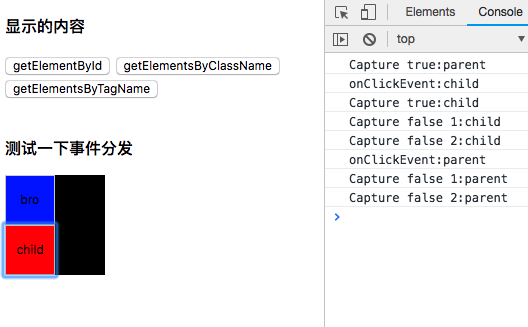 显示的内容
getElementById getElementsByClassName
getElementsByTagName
测试一下事件分发
bro
child
Elements Console
top
Capture true:parent
onClickEvent:child
Capture true:child
Capture false 1:child
Capture false 2:child
onClickEvent:parent
Capture false 1:parent
Capture false 2:parent